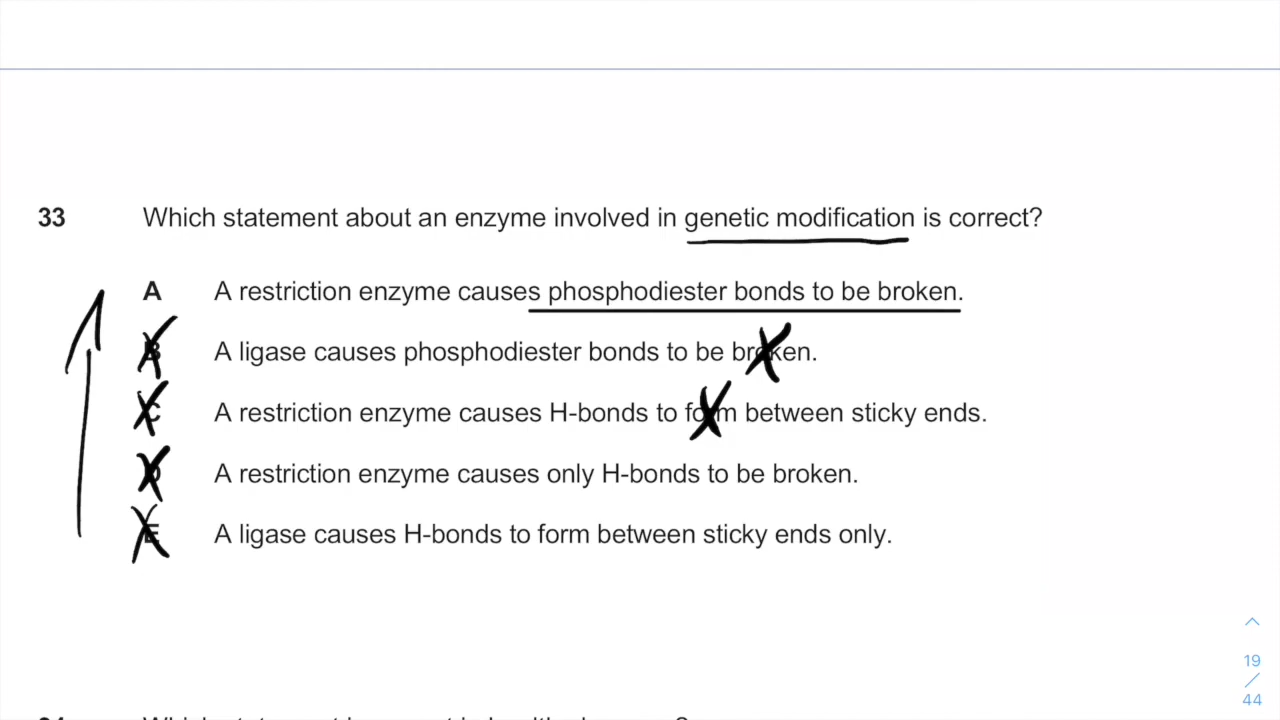 33 Which statement about an enzyme involved in genetic modification is correct?
A A restriction enzyme causes phosphodiester bonds to be broken.
B A ligase causes phosphodiester bonds to be broken.
C A restriction enzyme causes H-bonds to form between sticky ends.
D A restriction enzyme causes only H-bonds to be broken.
E A ligase causes H-bonds to form between sticky ends only.
19
/
44